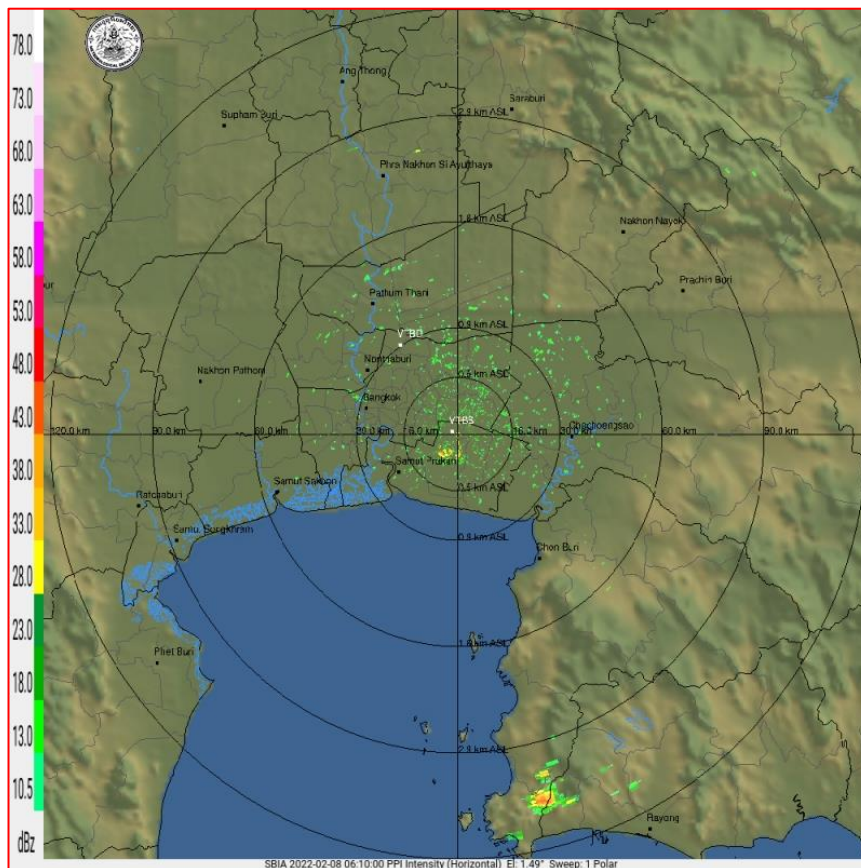 78.0
73.0
68.0
63.0
58.0
53.0
48.0
43.0
38.0
33.0
28.0
23.0
18.0
13.0
10.5
dBz
Ang Thong
Saraburi
2.9 km ASL
Suphan Buri
Phra Nakhon Si Ayutthaya
1.8 km ASL
Nakhon Nayok
Prachin Buri
Pathum Thani
0.9 km ASL
VTBD
Nonthaburi
Nakhon Pathom
0.5 km ASL
Bangkok
VTBS
Chachoengsao
120.0 km
90.0 km
60.0 km
30.0 km
30.0 km
90.0 km
Samut Prakan
0.5 km ASL
Samut Sakhon
Ratchaburi
Samut Songkhram
0.9 km ASL
Chon Buri
1.8 km ASL
Phet Buri
2.9 km ASL
Rayong
SBIA 2022-02-08 06:10:00 PPI Intensity (Horizontal) El: 1.49° Sweep: 1 Polar